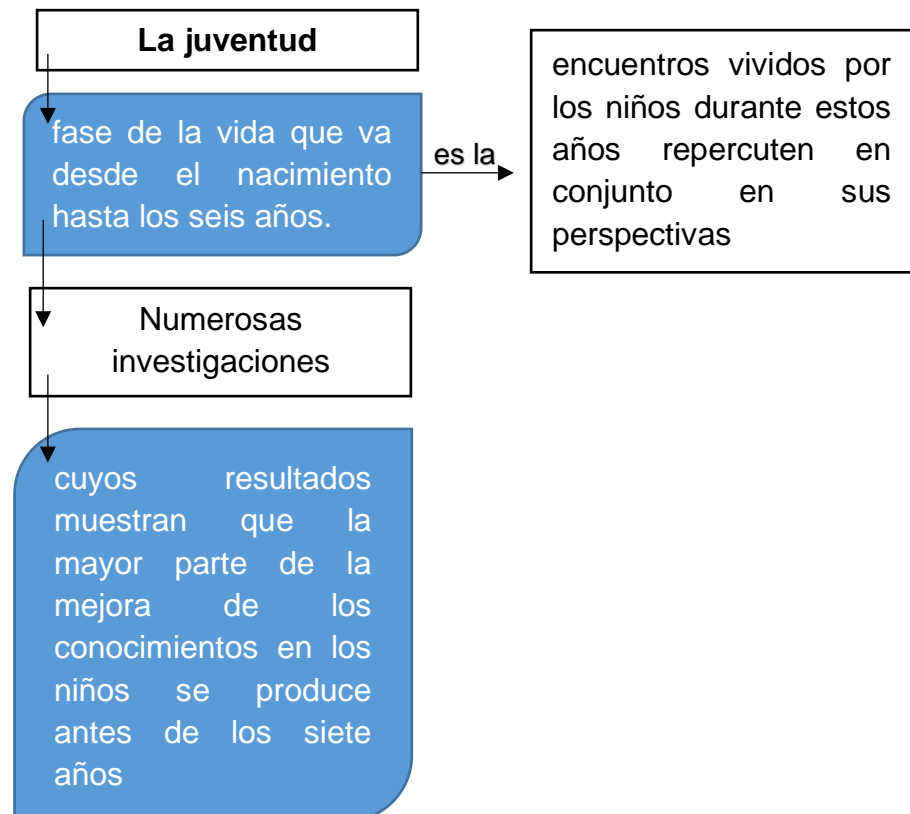 La juventud
fase de la vida que va
desde el nacimiento
hasta los seis años.
es la
encuentros vividos por
los niños durante estos
años repercuten en
conjunto en sus
perspectivas
Numerosas
investigaciones
cuyos resultados
muestran que la
mayor parte de la
mejora de los
conocimientos en los
niños se produce
antes de los siete
años